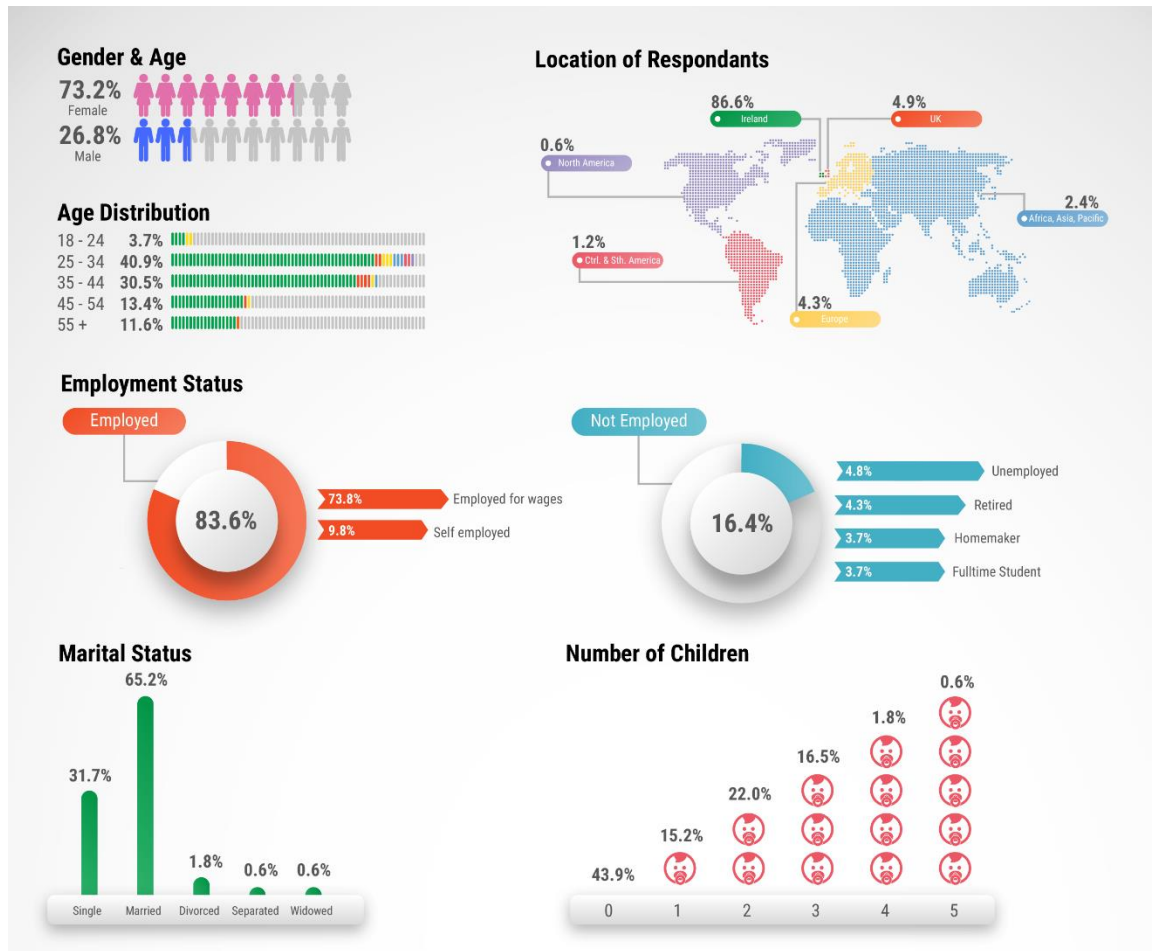 Gender & Age
73.2%
Female
26.8%
Male
Age Distribution
18 - 24 3.7%
25 - 34 40.9%
35 - 44 30.5%
45 - 54 13.4%
55 + 11.6%
Location of Respondants
86.6%
Ireland
4.9%
UK
0.6%
North America
2.4%
Africa, Asia, Pacific
1.2%
Ctrl. & Sth. America
4.3%
Europe
Employment Status
Employed
83.6%
73.8% Employed for wages
9.8% Self employed
Not Employed
16.4%
4.8% Unemployed
4.3% Retired
3.7% Homemaker
3.7% Fulltime Student
Marital Status
31.7% 65.2% 1.8% 0.6% 0.6%
Single Married Divorced Separated Widowed
Number of Children
43.9% 15.2% 22.0% 16.5% 1.8% 0.6%
0 1 2 3 4 5